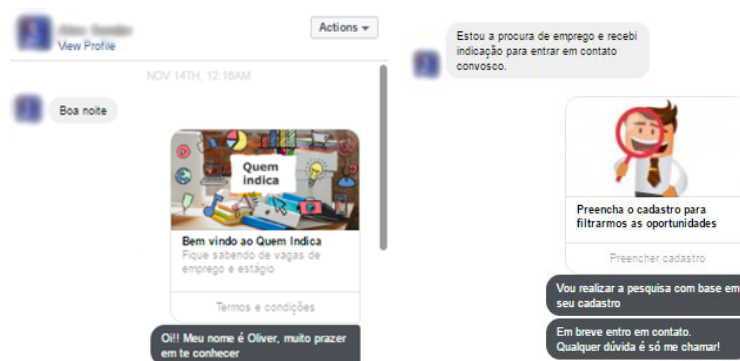 View Profile
Actions
NOV 14TH, 12:16AM
Boa noite
Quem
indica
Bem vindo ao Quem Indica
Fique sabendo de vagas de
emprego e estágio
Termos e condições
Oi!! Meu nome é Oliver, muito prazer
em te conhecer
Estou a procura de emprego e recebi
indicação para entrar em contato
convosco.
Preencha o cadastro para
filtrarmos as oportunidades
Preencher cadastro
Vou realizar a pesquisa com base em
seu cadastro
Em breve entro em contato.
Qualquer dúvida é só me chamar!